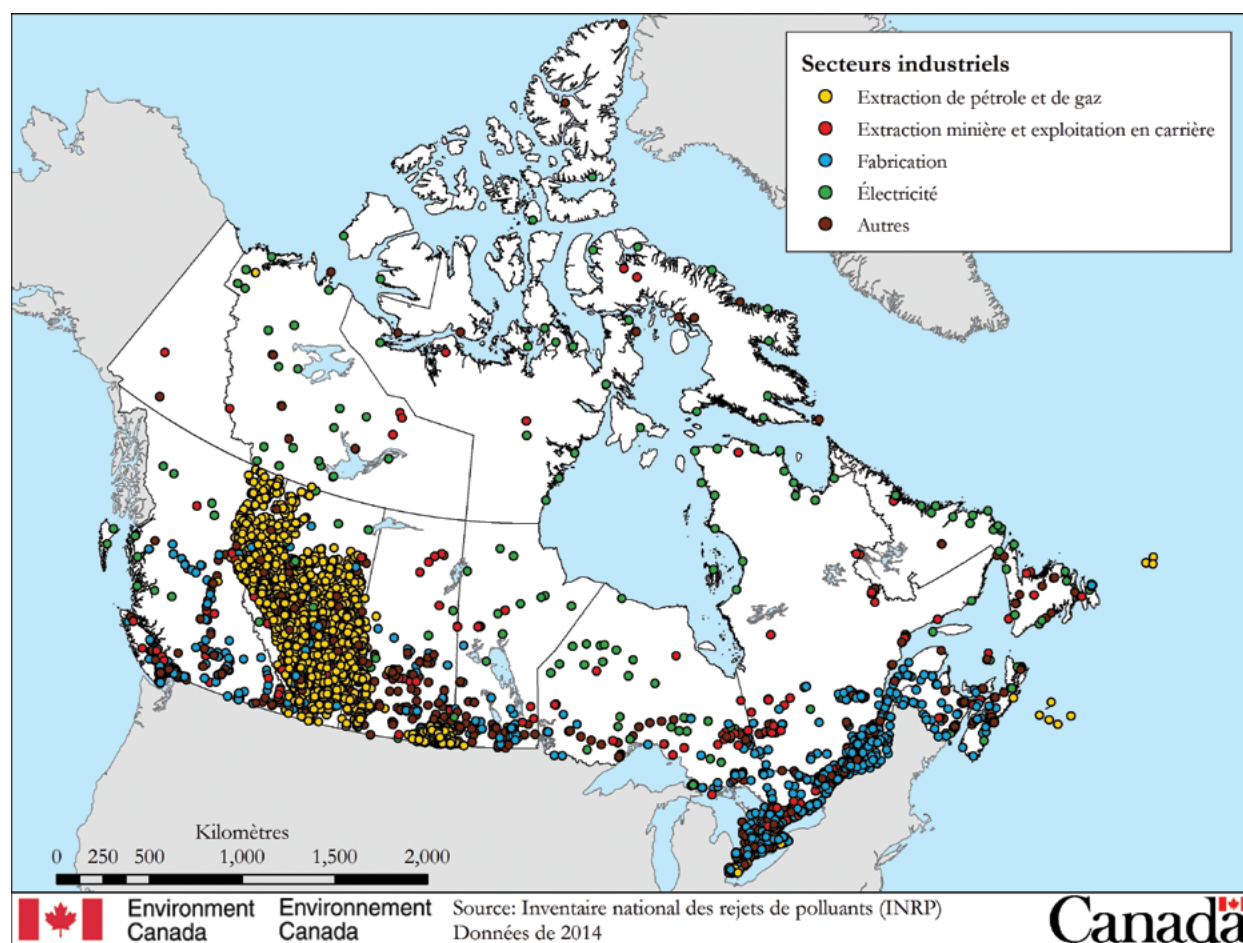 Secteurs industriels
Extraction de pétrole et de gaz
Extraction minière et exploitation en carrière
Fabrication
Électricité
Autres
Kilomètres
0 250 500 1,000 1,500 2,000
Environment Canada
Environnement Canada
Source: Inventaire national des rejets de polluants (INRP)
Données de 2014
Canada